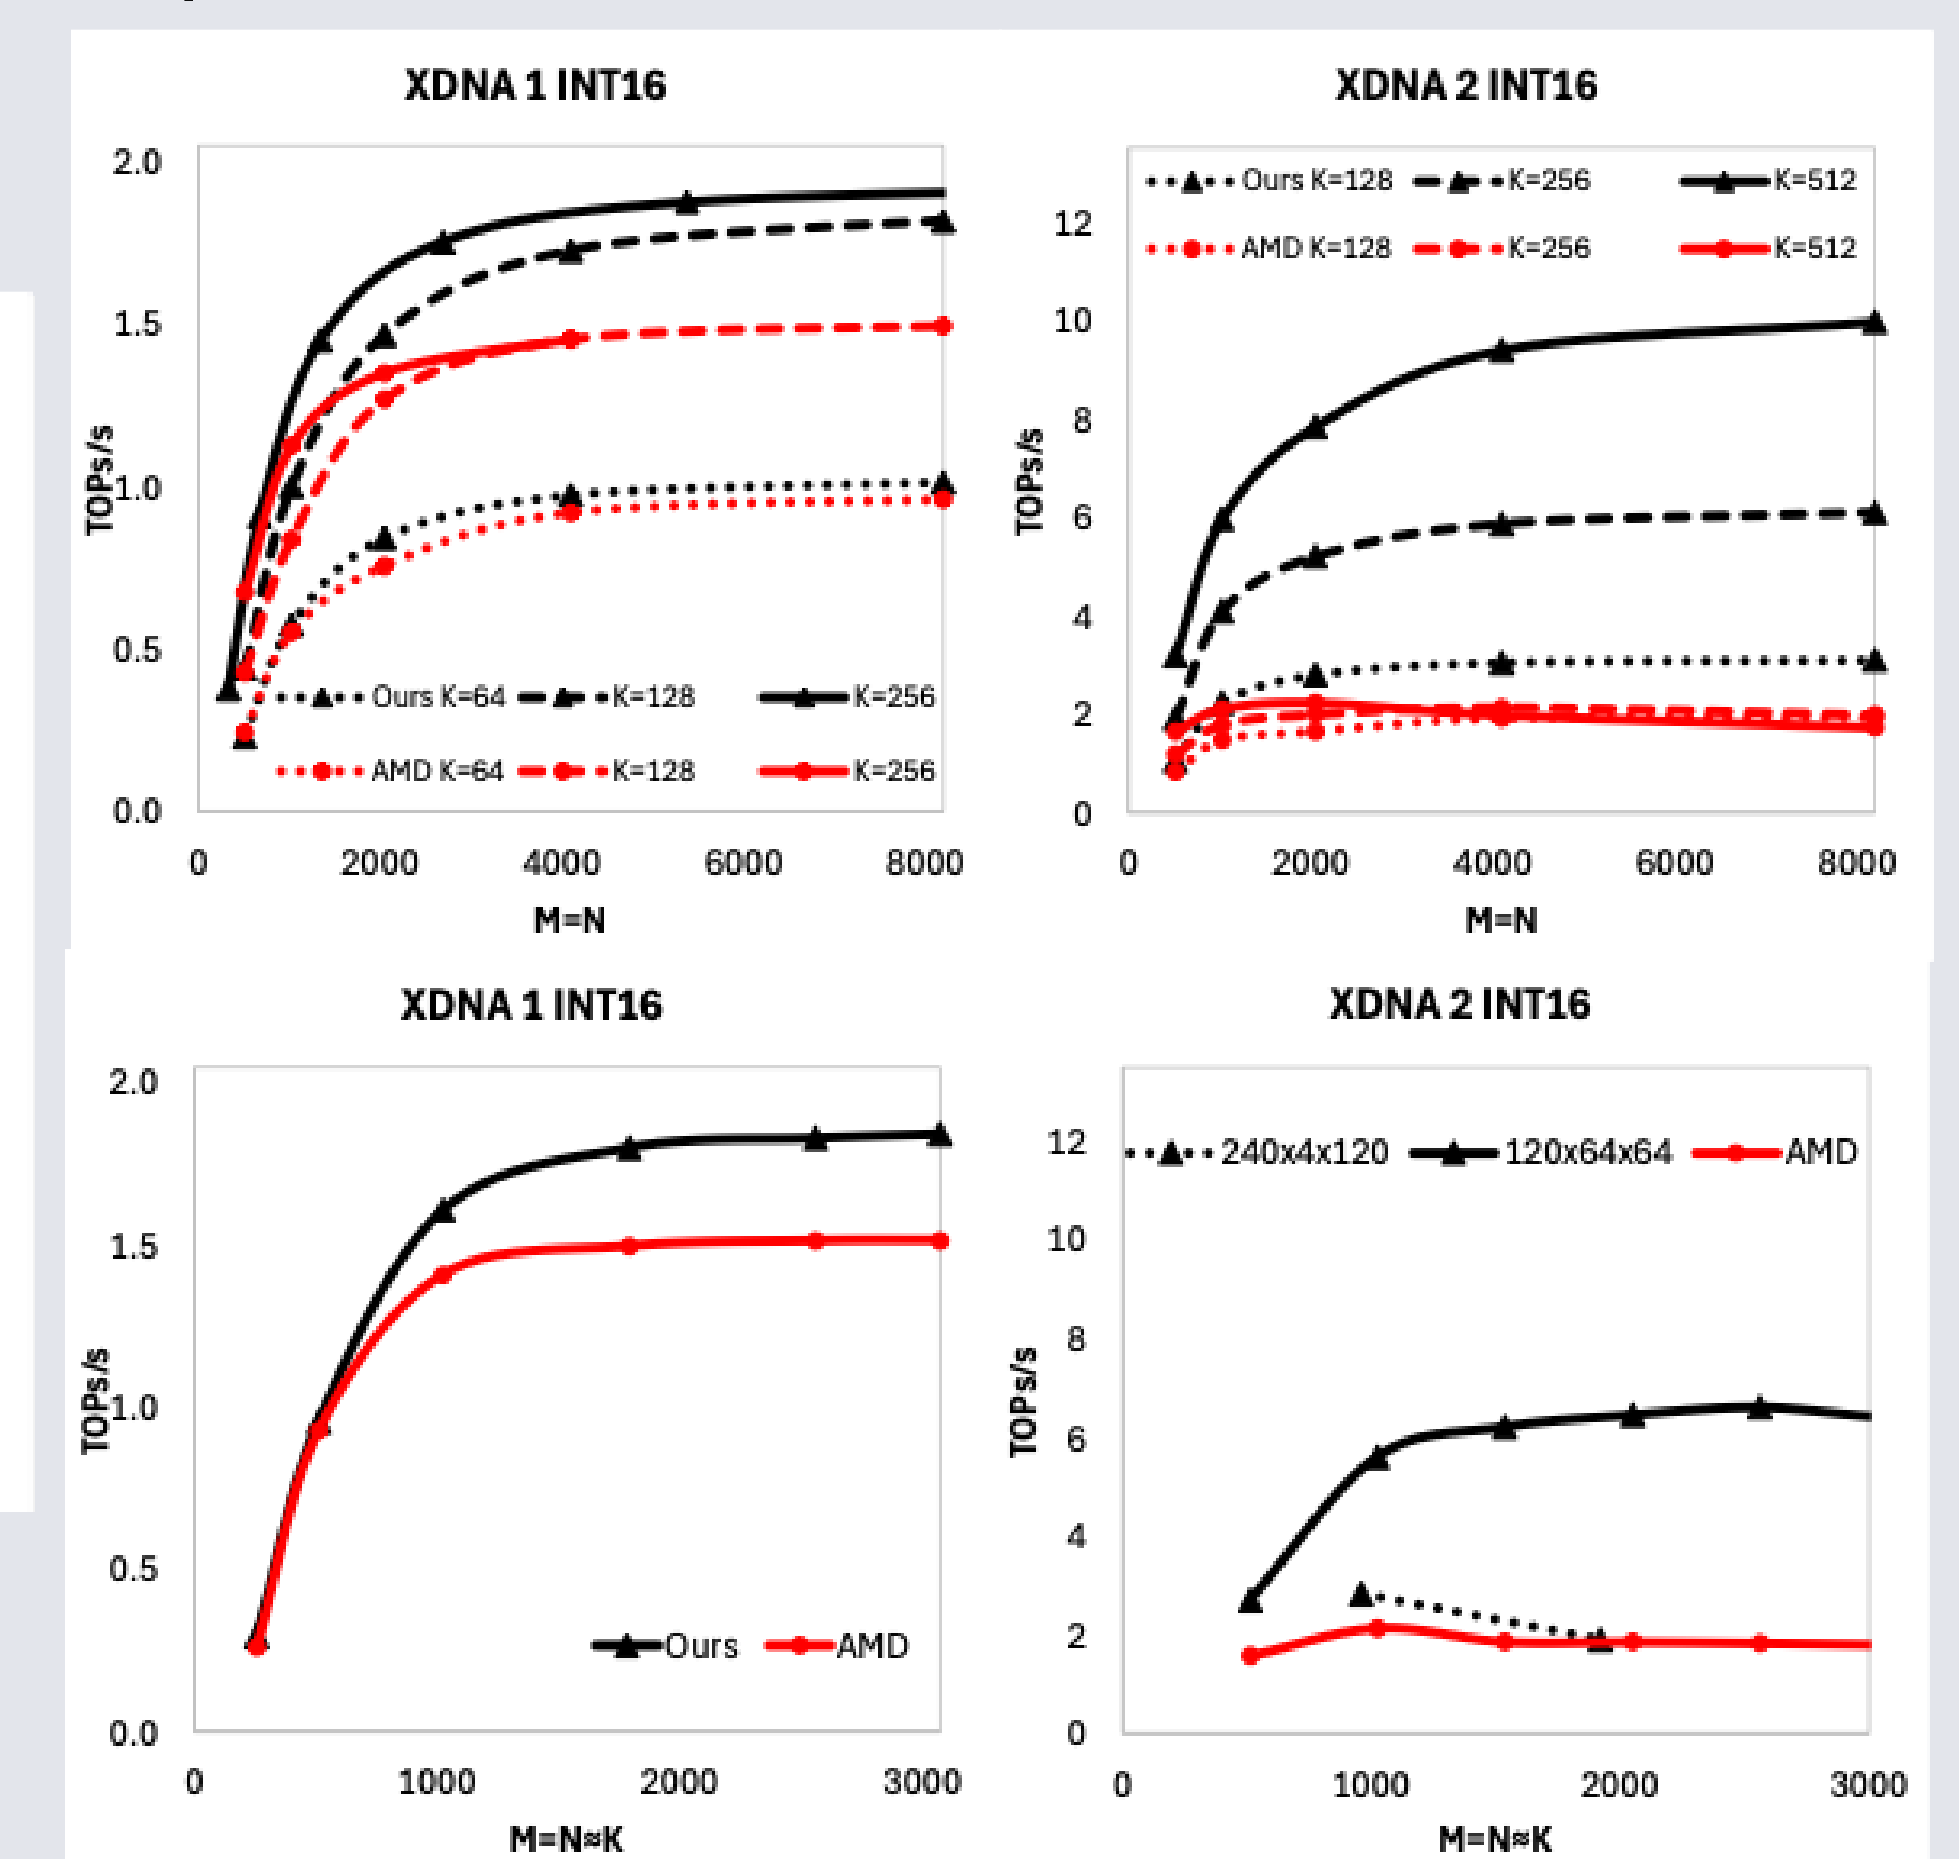 XDNA 1 INT16
2.0
1.5
1.0
0.5
0.0
TOPs/s
Ours K=64 K=128 K=256
AMD K=64 K=128 K=256
0 2000 4000 6000 8000
M=N
XDNA 2 INT16
Ours K=128 K=256 K=512
AMD K=128 K=256 K=512
12
10
8
6
4
2
0
TOPs/s
0 2000 4000 6000 8000
M=N
XDNA 1 INT16
2.0
1.5
1.0
0.5
0.0
TOPs/s
Ours AMD
0 1000 2000 3000
M=N≈K
XDNA 2 INT16
240x4x120 120x64x64 AMD
12
10
8
6
4
2
0
TOPs/s
0 1000 2000 3000
M=N≈K